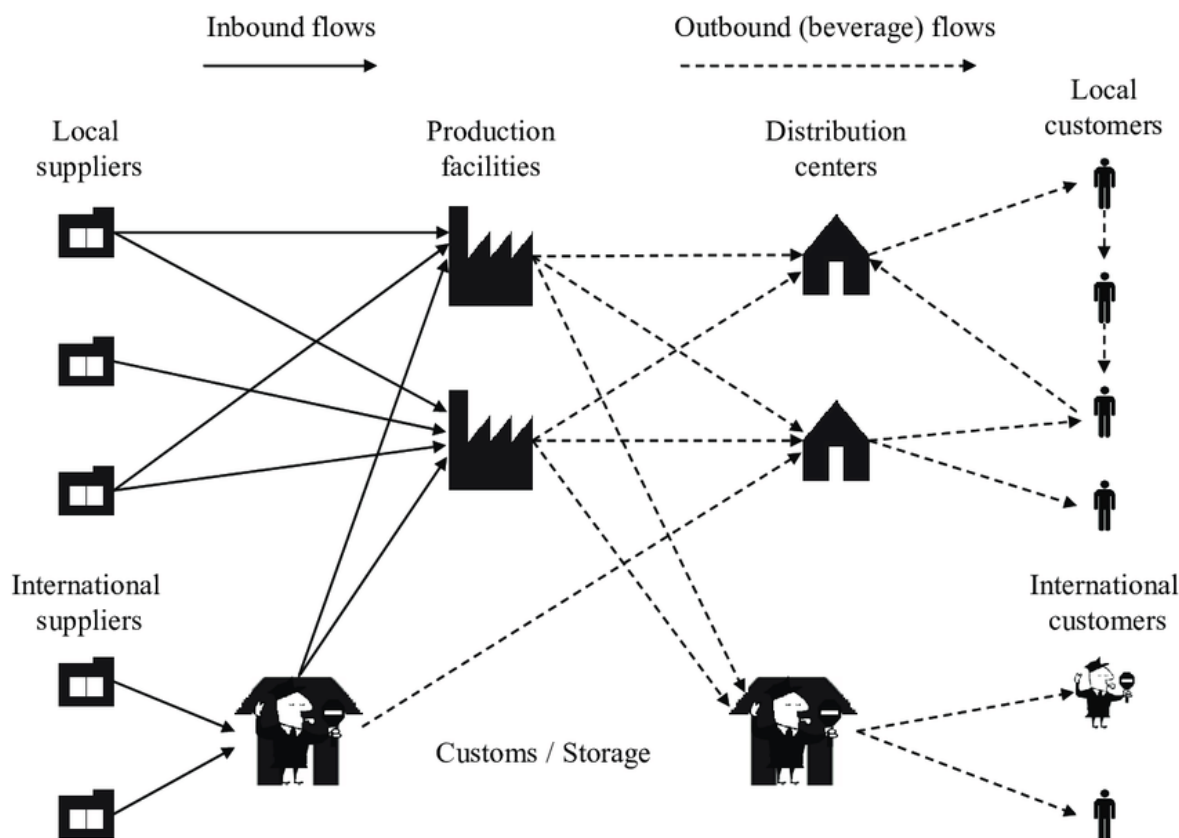 Inbound flows
Outbound (beverage) flows
Local
suppliers
Production
facilities
Distribution
centers
Local
customers
International
suppliers
International
customers
Customs / Storage